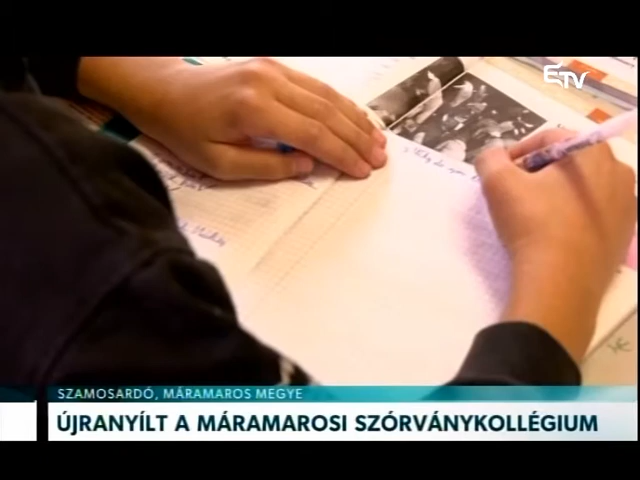 ETV
SZAMOSARDÓ, MÁRAMAROS MEGYE
ÚJRANYÍLT A MÁRAMAROSI SZÓRVÁNYKOLLÉGIUM